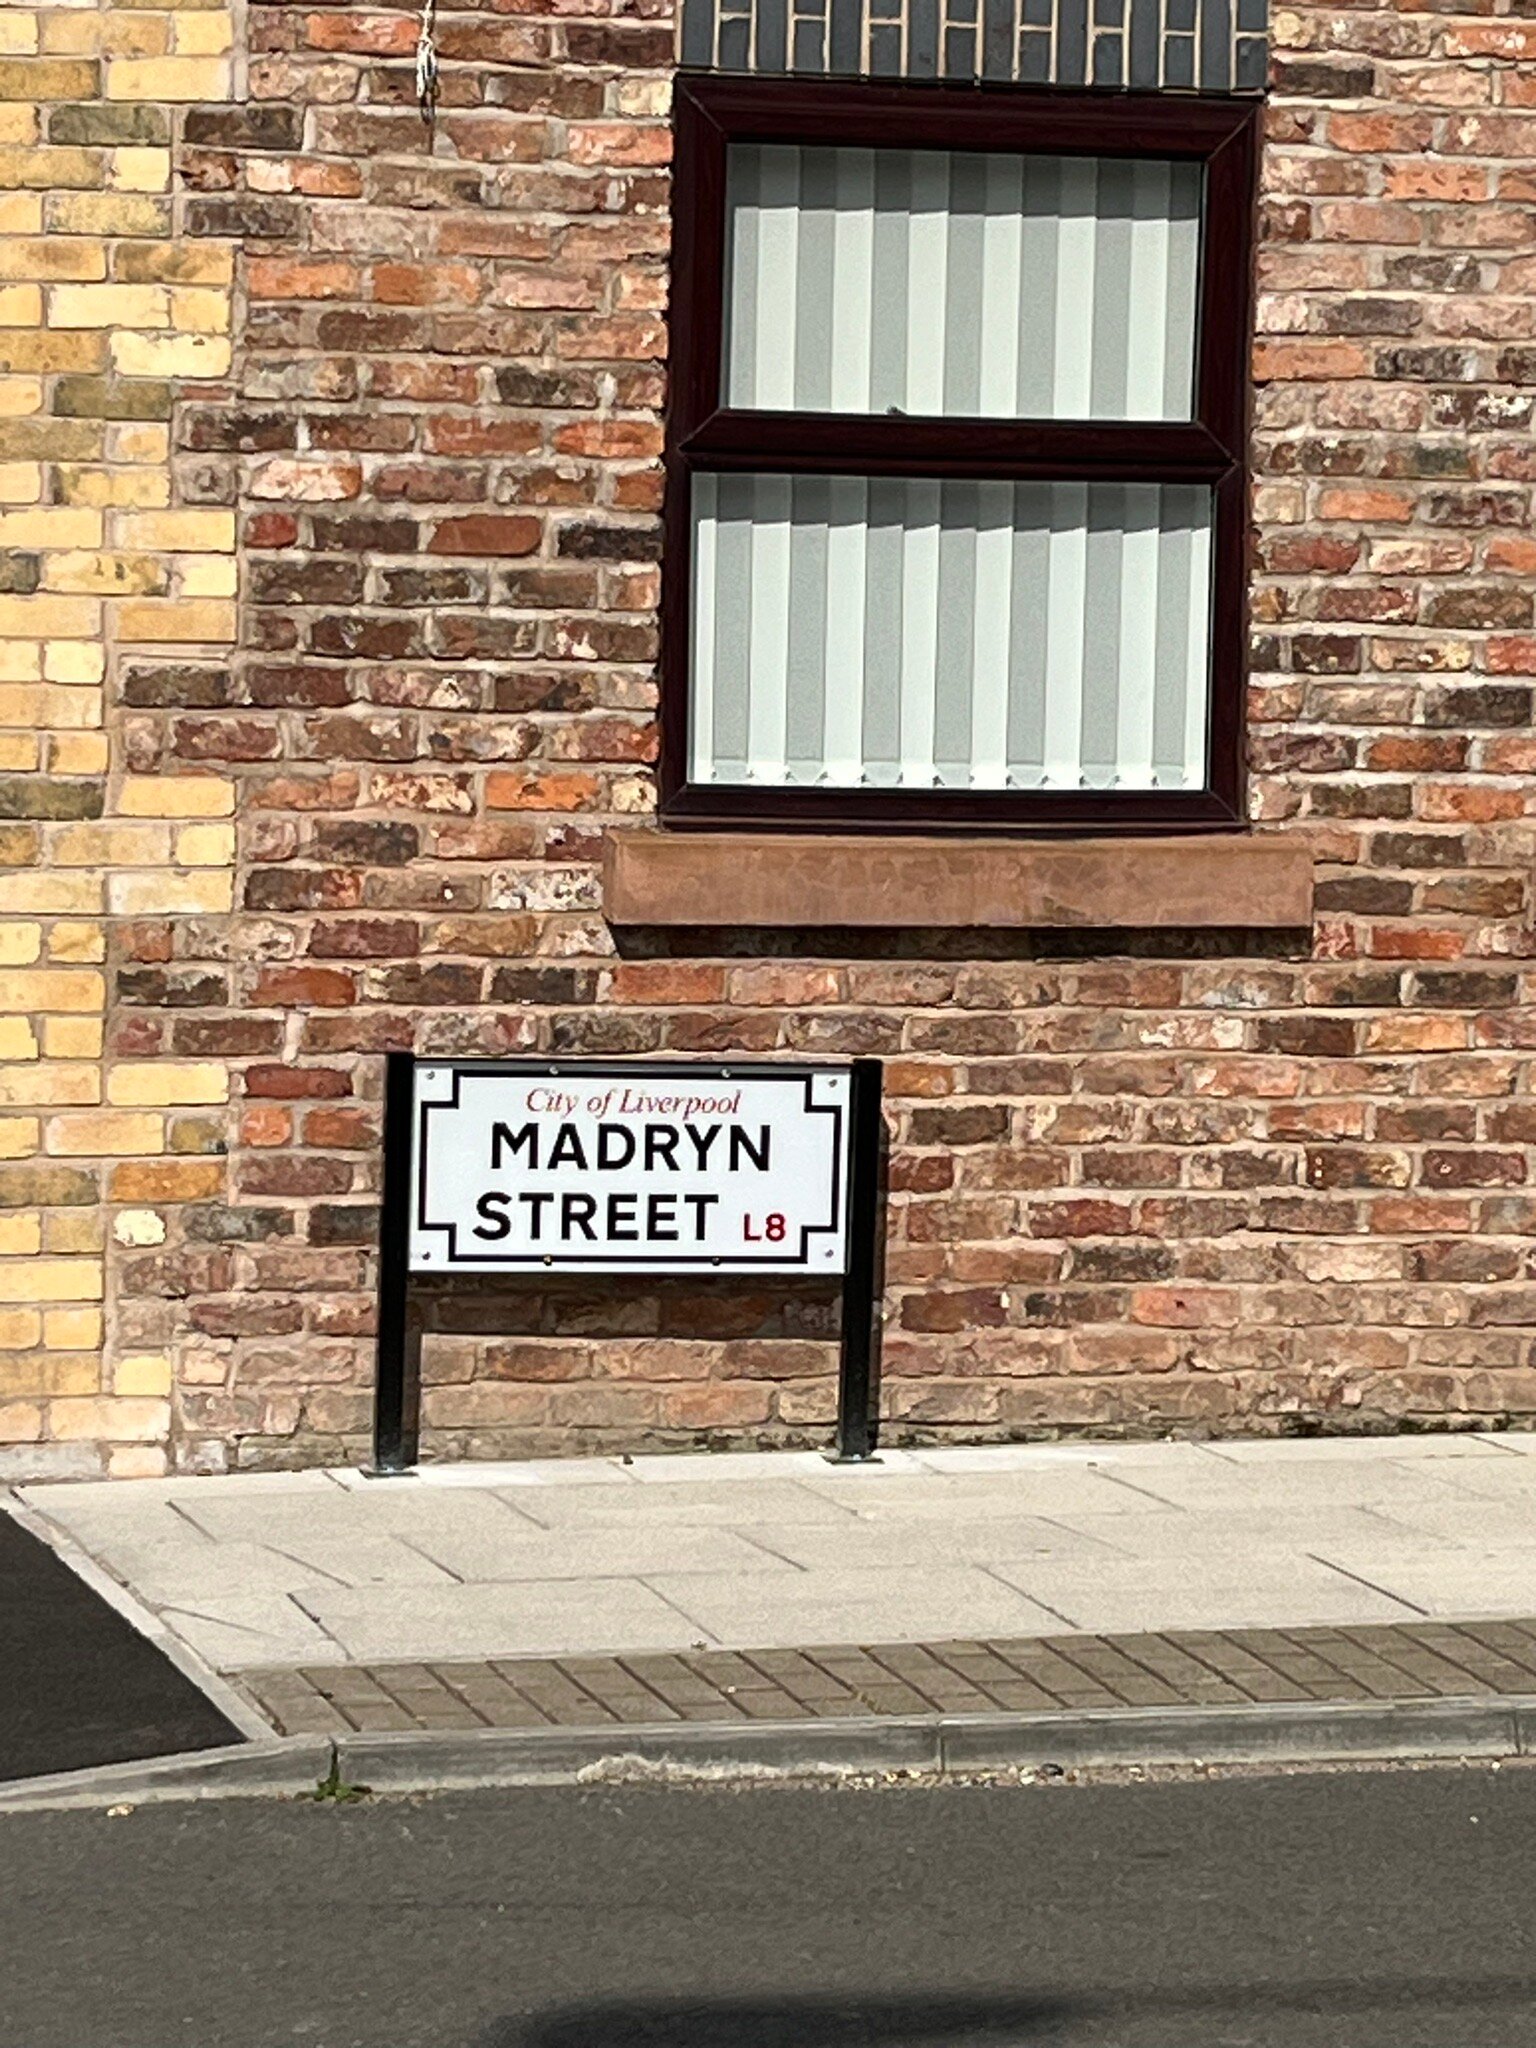 City of Liverpool
MADRYN
STREET L8